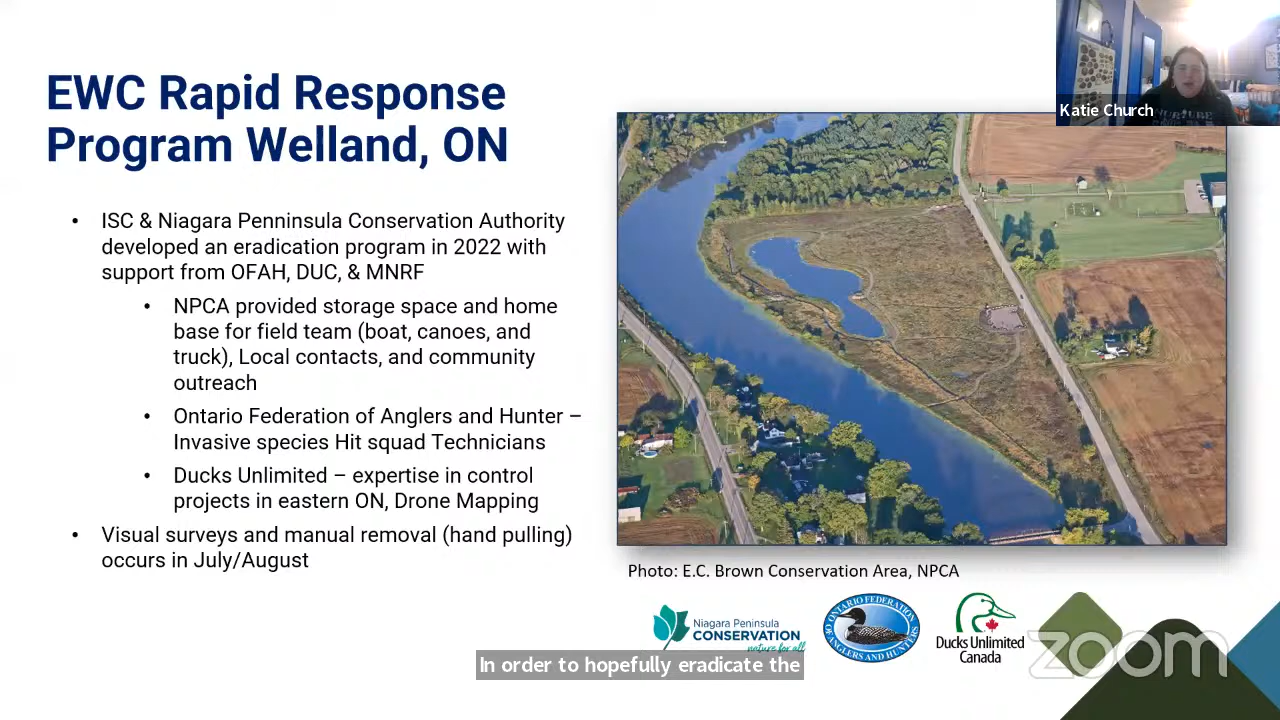 EWC Rapid Response
Program Welland, ON
Katie Church
• ISC & Niagara Penninsula Conservation Authority
developed an eradication program in 2022 with
support from OFAH, DUC, & MNRF
• NPCA provided storage space and home
base for field team (boat, canoes, and
truck), Local contacts, and community
outreach
• Ontario Federation of Anglers and Hunter –
Invasive species Hit squad Technicians
• Ducks Unlimited – expertise in control
projects in eastern ON, Drone Mapping
• Visual surveys and manual removal (hand pulling)
occurs in July/August
Photo: E.C. Brown Conservation Area, NPCA
Niagara Peninsula
CONSERVATION
nature for all
ONTARIO FEDERATION
OF ANGLERS AND HUNTERS
Ducks Unlimited
Canada
zoom
In order to hopefully eradicate the